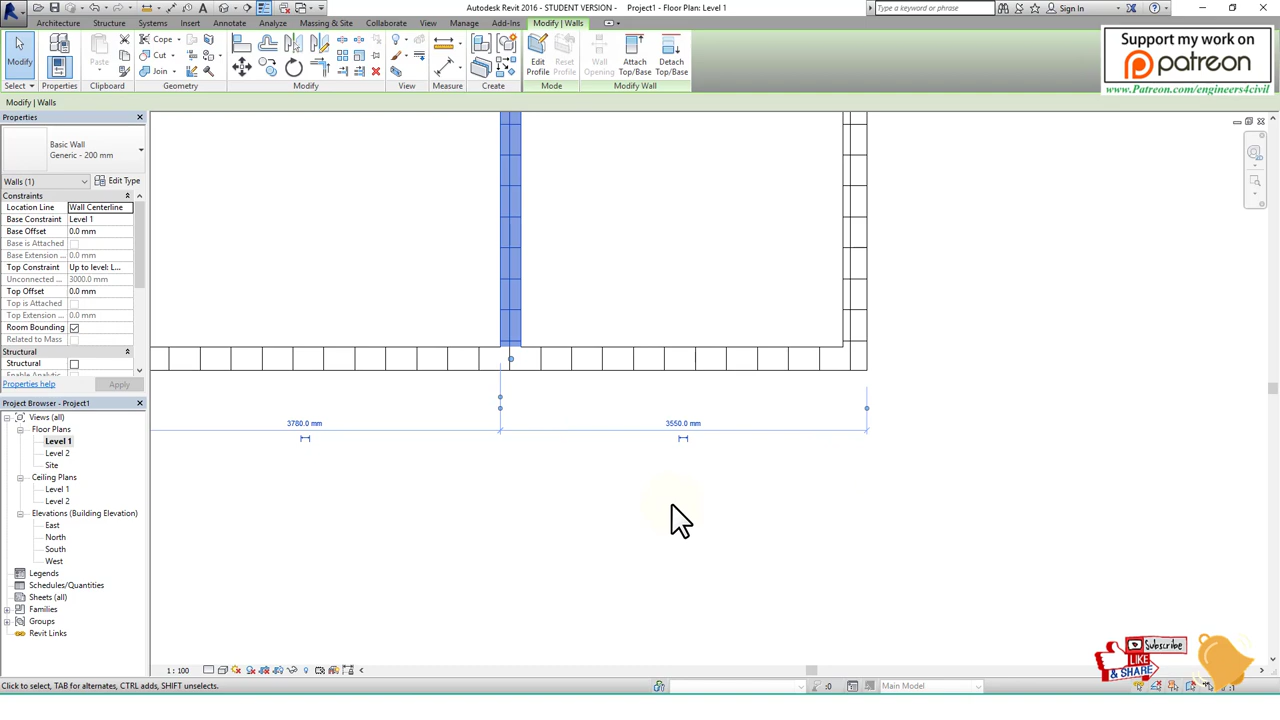 Autodesk Revit 2016 - STUDENT VERSION - Project1 - Floor Plan: Level 1
Type a keyword or phrase
Sign In
Architecture Structure Systems Insert Annotate Analyze Massing & Site Collaborate View Manage Add-Ins Modify | Walls
Modify
Paste
Cope
Cut
Join
Edit Profile
Reset Profile
Wall Opening
Attach Top/Base
Detach Top/Base
Select Properties Clipboard Geometry Modify View Measure Create Mode Modify Wall
Support my work on
patreon
www.Patreon.com/engineers4civil
Modify | Walls
Properties
Basic Wall
Generic - 200 mm
Walls (1)
Edit Type
Constraints
Location Line Wall Centerline
Base Constraint Level 1
Base Offset 0.0 mm
Base is Attached
Base Extension ... 0.0 mm
Top Constraint Up to level: L...
Unconnected ... 3000.0 mm
Top Offset 0.0 mm
Top is Attached
Top Extension ... 0.0 mm
Room Bounding
Related to Mass
Structural
Structural
Enable Analytic...
Properties help
Apply
Project Browser - Project1
Views (all)
Floor Plans
Level 1
Level 2
Site
Ceiling Plans
Level 1
Level 2
Elevations (Building Elevation)
East
North
South
West
Legends
Schedules/Quantities
Sheets (all)
Families
Groups
Revit Links
3780.0 mm
3550.0 mm
Subscribe
LIKE
& SHARE
1 : 100
Click to select, TAB for alternates, CTRL adds, SHIFT unselects.
:0
Main Model
:1